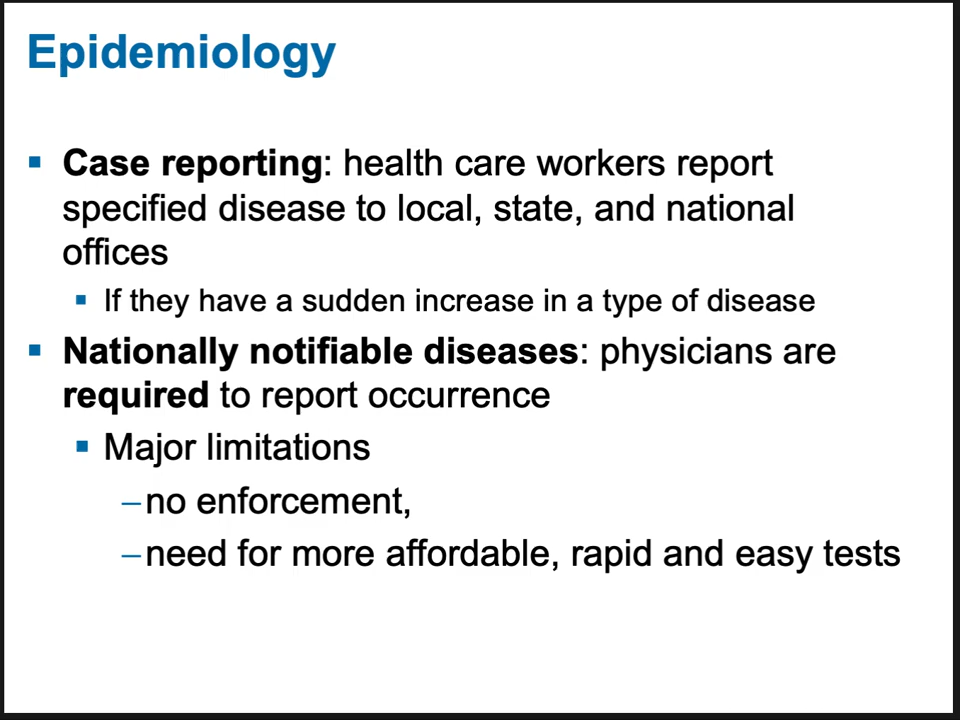 Epidemiology
▪ Case reporting: health care workers report
specified disease to local, state, and national
offices
▪ If they have a sudden increase in a type of disease
▪ Nationally notifiable diseases: physicians are
required to report occurrence
▪ Major limitations
–no enforcement,
–need for more affordable, rapid and easy tests